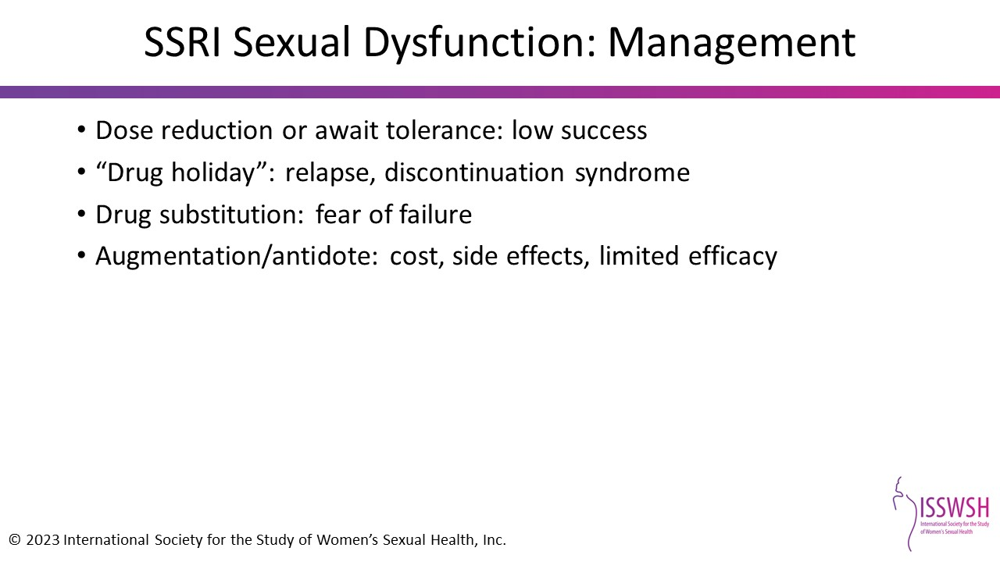 SSRI Sexual Dysfunction: Management
• Dose reduction or await tolerance: low success
• “Drug holiday”: relapse, discontinuation syndrome
• Drug substitution: fear of failure
• Augmentation/antidote: cost, side effects, limited efficacy
ISSWSH
International Society for the Study
of Women's Sexual Health
© 2023 International Society for the Study of Women’s Sexual Health, Inc.